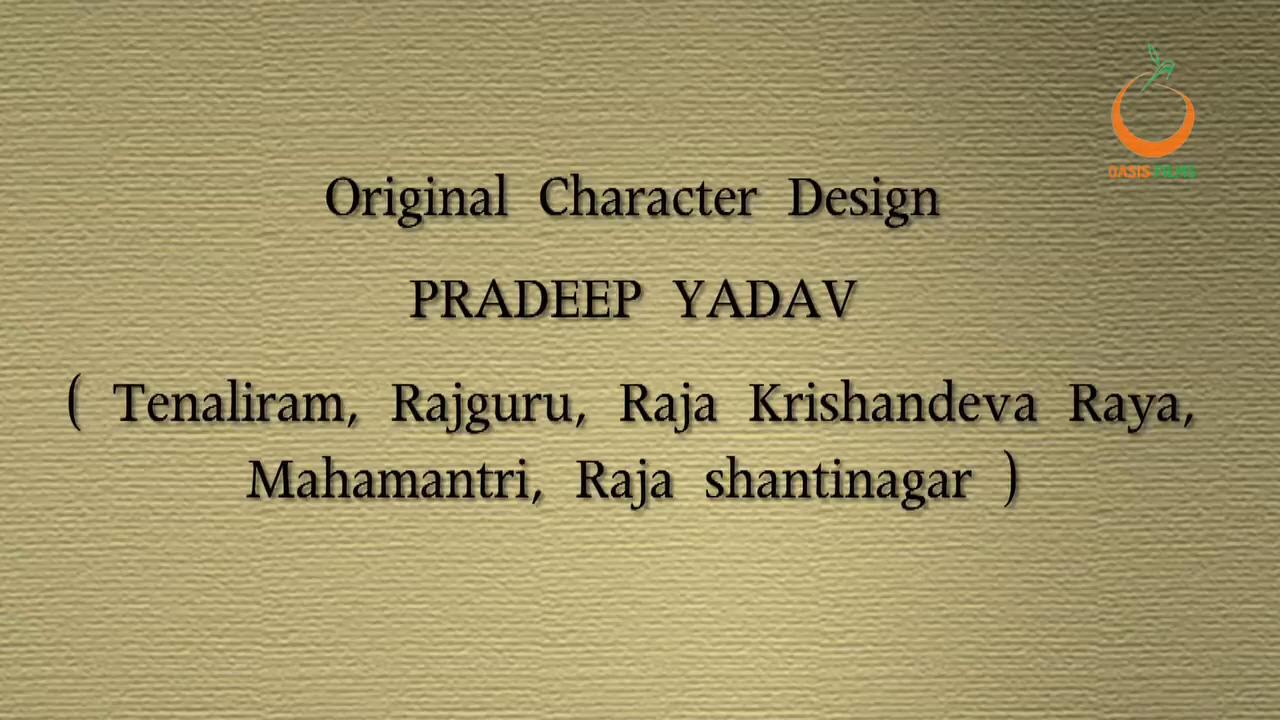 OASIS FILMS
Original Character Design
PRADEEP YADAV
( Tenaliram, Rajguru, Raja Krishandeva Raya,
Mahamantri, Raja shantinagar )